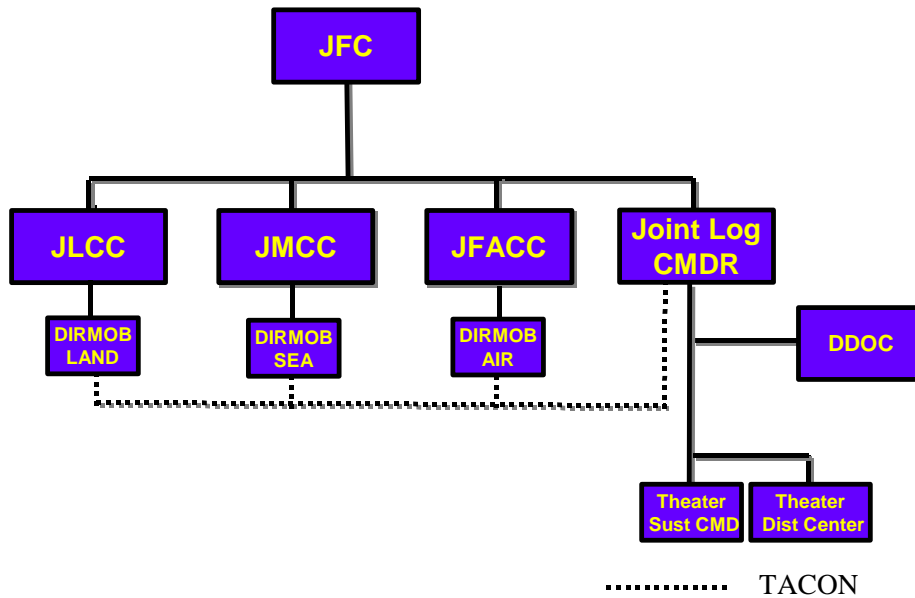 JFC
JLCC
JMCC
JFACC
Joint Log
CMDR
DIRMOB
LAND
DIRMOB
SEA
DIRMOB
AIR
DDOC
Theater
Sust CMD
Theater
Dist Center
TACON